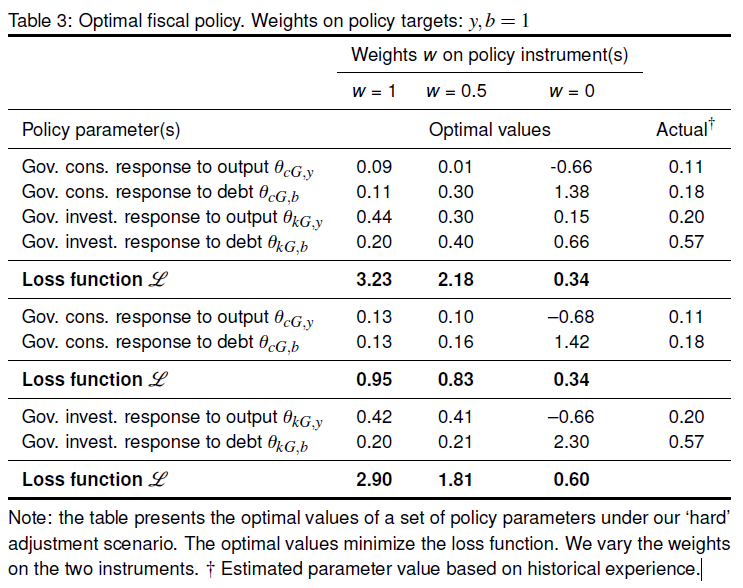 Table 3: Optimal fiscal policy. Weights on policy targets: y, b = 1
Weights w on policy instrument(s)
w = 1 w = 0.5 w = 0
Policy parameter(s) Optimal values Actual†
Gov. cons. response to output θcG,y 0.09 0.01 -0.66 0.11
Gov. cons. response to debt θcG,b 0.11 0.30 1.38 0.18
Gov. invest. response to output θkG,y 0.44 0.30 0.15 0.20
Gov. invest. response to debt θkG,b 0.20 0.40 0.66 0.57
Loss function ℒ 3.23 2.18 0.34
Gov. cons. response to output θcG,y 0.13 0.10 –0.68 0.11
Gov. cons. response to debt θcG,b 0.13 0.16 1.42 0.18
Loss function ℒ 0.95 0.83 0.34
Gov. invest. response to output θkG,y 0.42 0.41 –0.66 0.20
Gov. invest. response to debt θkG,b 0.20 0.21 2.30 0.57
Loss function ℒ 2.90 1.81 0.60
Note: the table presents the optimal values of a set of policy parameters under our ‘hard’
adjustment scenario. The optimal values minimize the loss function. We vary the weights
on the two instruments. † Estimated parameter value based on historical experience.